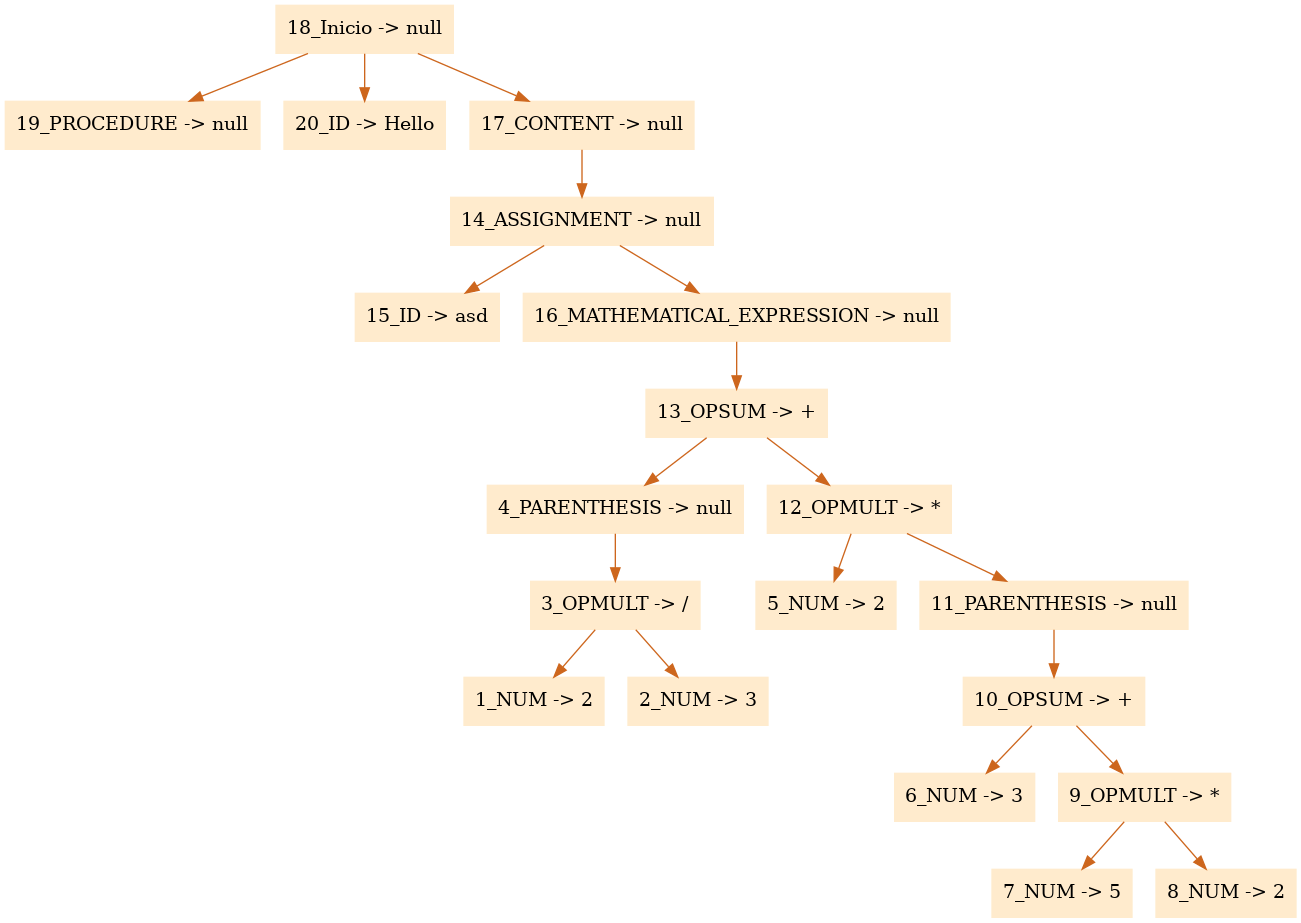 18_Inicio -> null
19_PROCEDURE -> null
20_ID -> Hello
17_CONTENT -> null
14_ASSIGNMENT -> null
15_ID -> asd
16_MATHEMATICAL_EXPRESSION -> null
13_OPSUM -> +
4_PARENTHESIS -> null
12_OPMULT -> *
3_OPMULT -> /
5_NUM -> 2
11_PARENTHESIS -> null
1_NUM -> 2
2_NUM -> 3
10_OPSUM -> +
6_NUM -> 3
9_OPMULT -> *
7_NUM -> 5
8_NUM -> 2